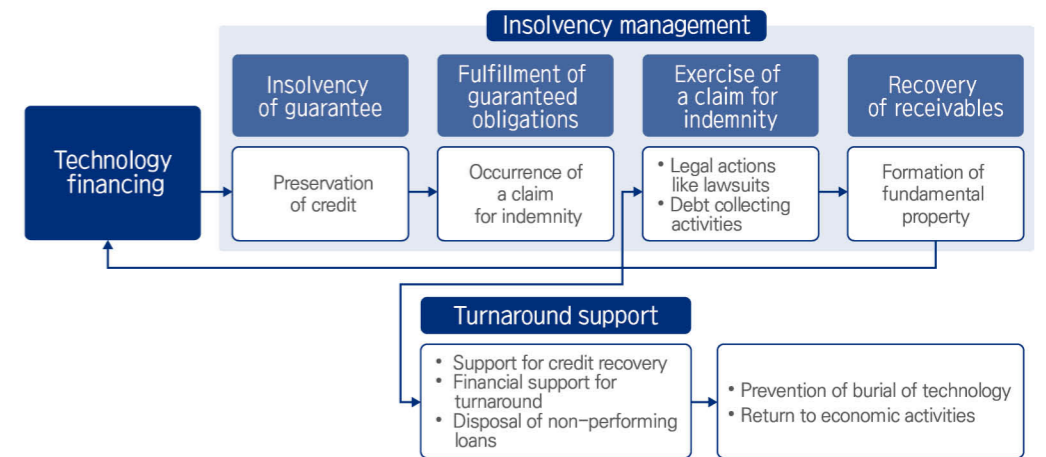 Insolvency management
Technology
financing
Insolvency
of guarantee
Preservation
of credit
Fulfillment of
guaranteed
obligations
Occurrence of
a claim
for indemnity
Exercise of
a claim for
indemnity
• Legal actions
like lawsuits
• Debt collecting
activities
Recovery
of receivables
Formation of
fundamental
property
Turnaround support
• Support for credit recovery
• Financial support for
turnaround
• Disposal of non-performing
loans
• Prevention of burial of technology
• Return to economic activities